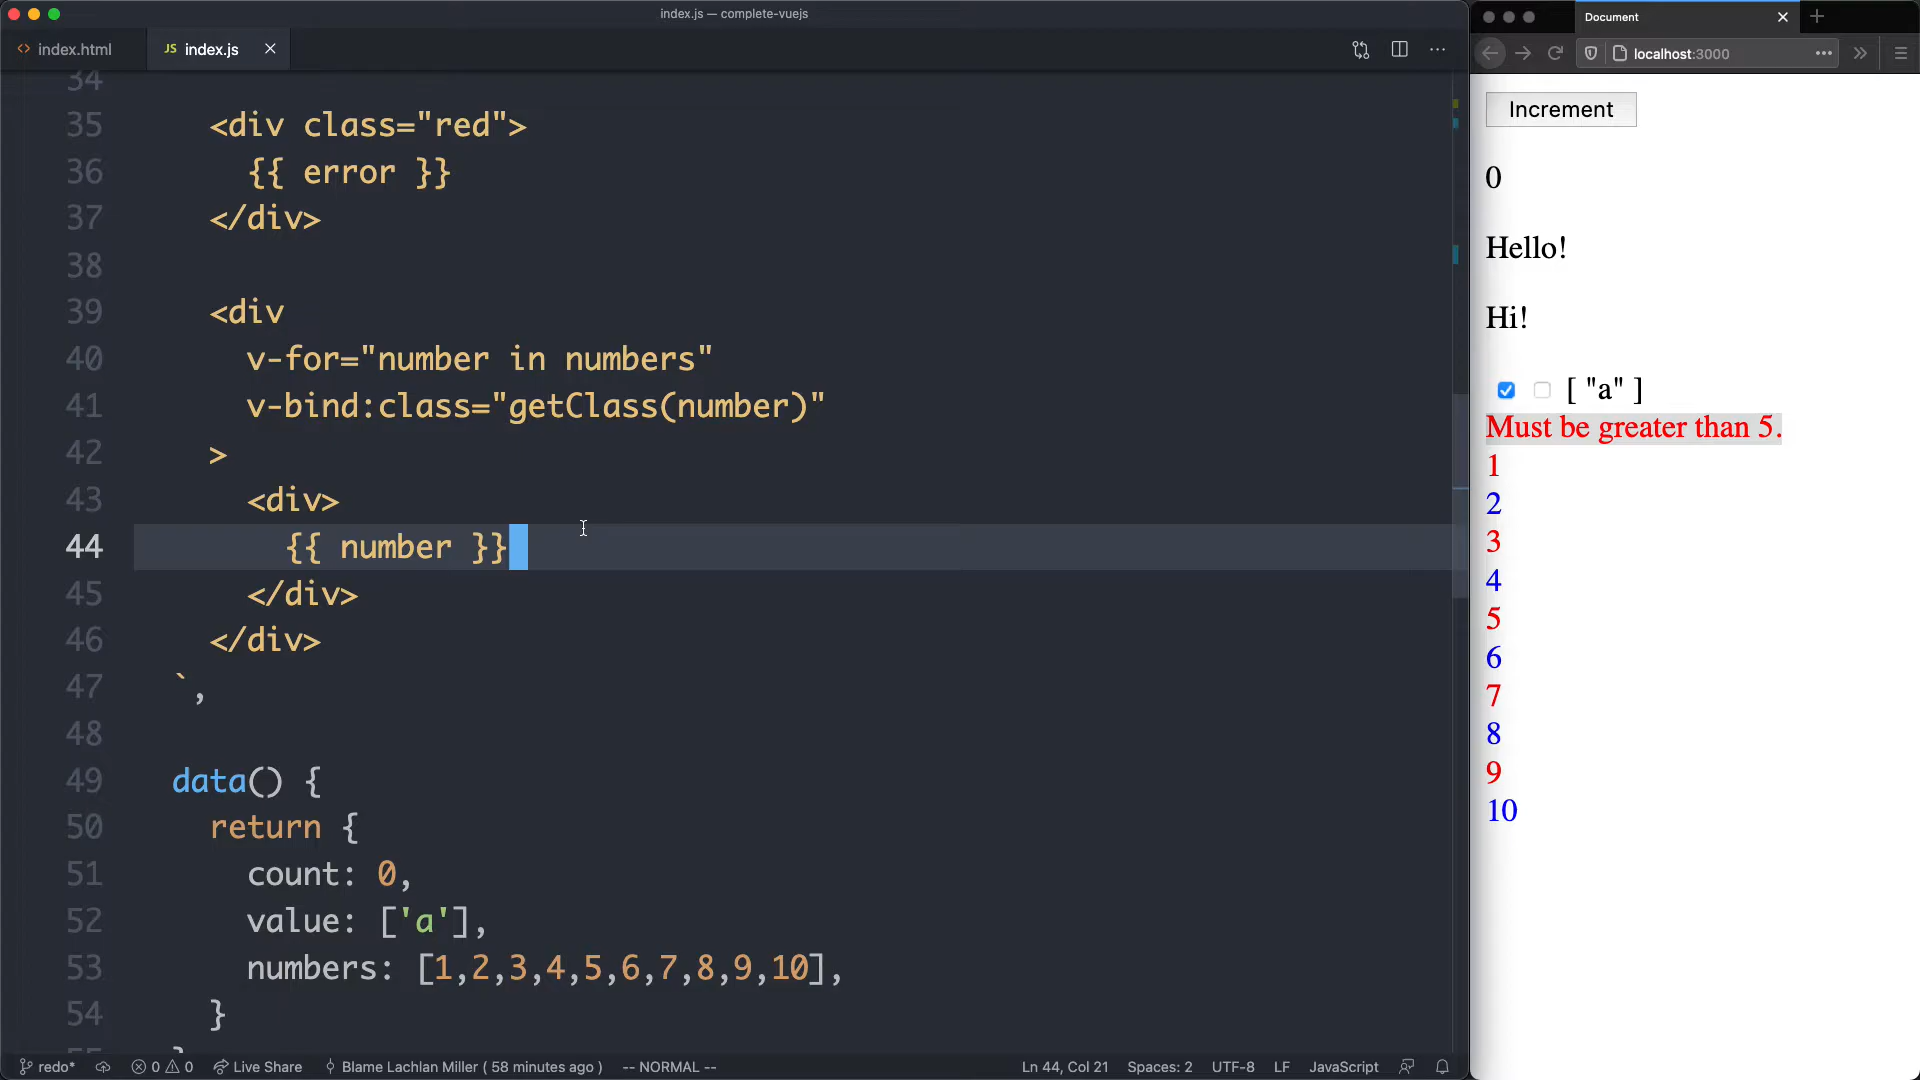 index.js — complete-vuejs
index.html
JS index.js
34
35 <div class="red">
36 {{ error }}
37 </div>
38
39 <div
40 v-for="number in numbers"
41 v-bind:class="getClass(number)"
42 >
43 <div>
44 {{ number }}
45 </div>
46 </div>
47 `,
48
49 data() {
50 return {
51 count: 0,
52 value: ['a'],
53 numbers: [1,2,3,4,5,6,7,8,9,10],
54 }
redo* 0 0 Live Share Blame Lachlan Miller ( 58 minutes ago ) -- NORMAL -- Ln 44, Col 21 Spaces: 2 UTF-8 LF JavaScript
Document
localhost:3000
Increment
0
Hello!
Hi!
[ "a" ]
Must be greater than 5.
1
2
3
4
5
6
7
8
9
10